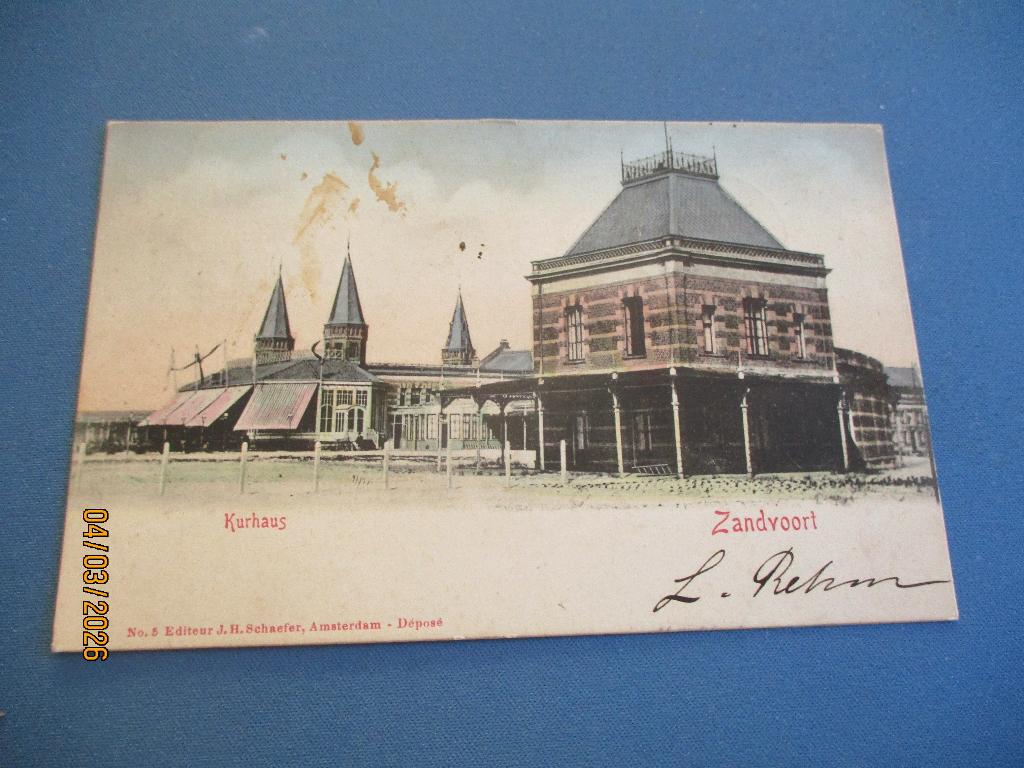 Kurhaus
Zandvoort
L. Rehm
No. 5 Editeur J. H. Schaefer, Amsterdam - Déposé
04/03/2026